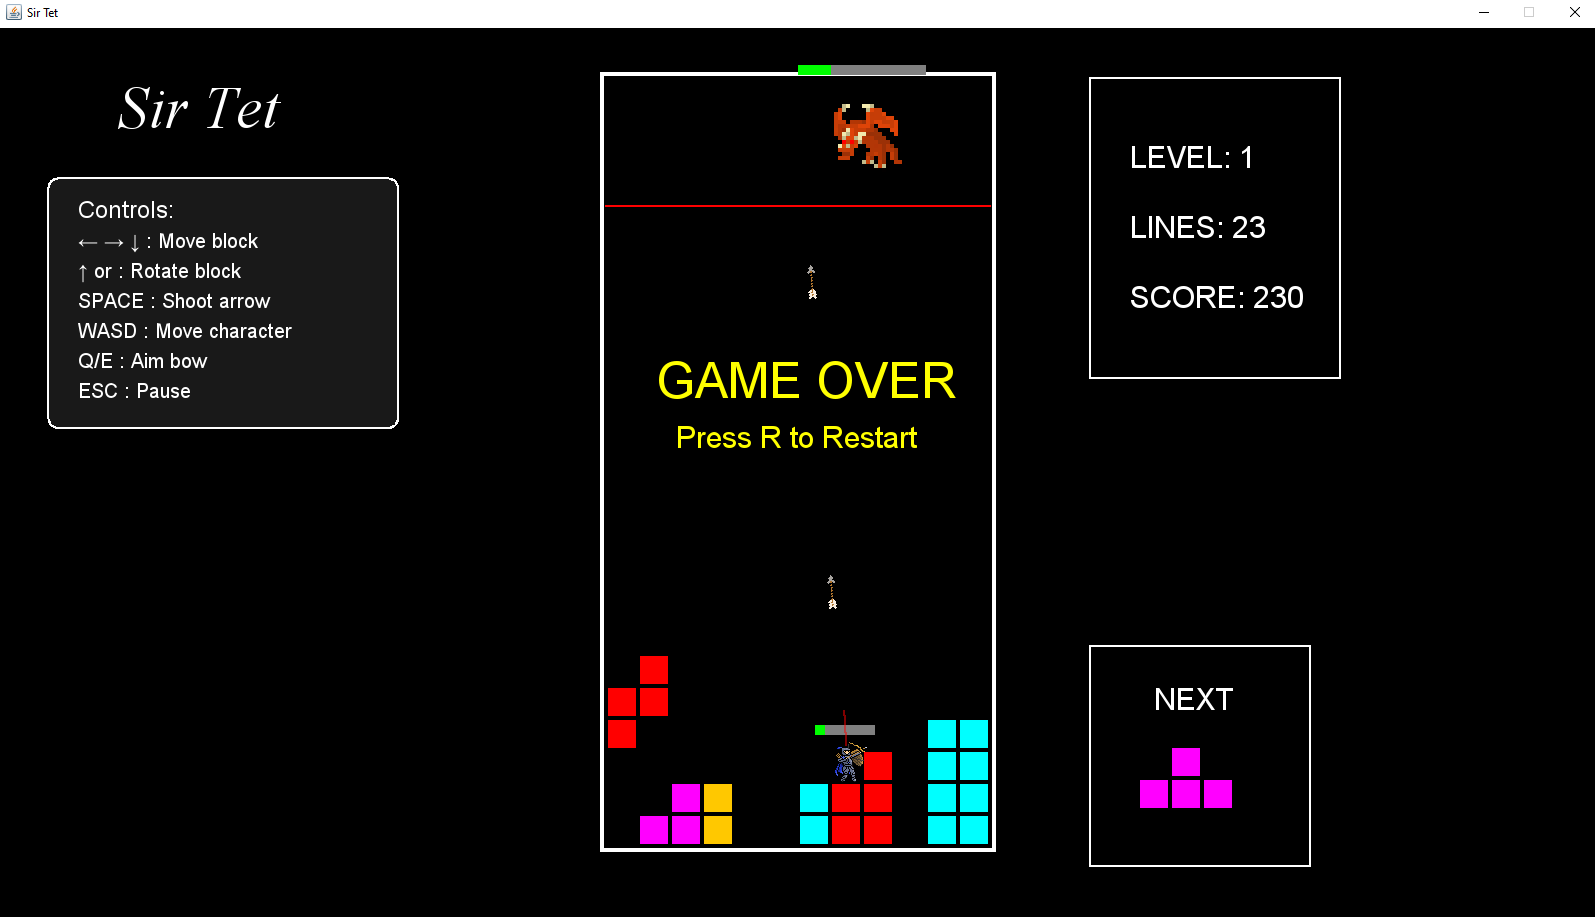 Sir Tet
Sir Tet
Controls:
← → ↓ : Move block
↑ or : Rotate block
SPACE : Shoot arrow
WASD : Move character
Q/E : Aim bow
ESC : Pause
GAME OVER
Press R to Restart
LEVEL: 1
LINES: 23
SCORE: 230
NEXT